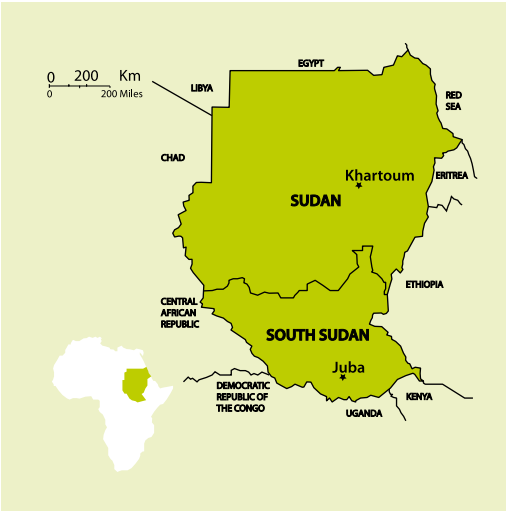 EGYPT
0 200 Km
0 200 Miles
LIBYA
RED
SEA
CHAD
Khartoum
ERITREA
SUDAN
ETHIOPIA
CENTRAL
AFRICAN
REPUBLIC
SOUTH SUDAN
Juba
DEMOCRATIC
REPUBLIC OF
THE CONGO
KENYA
UGANDA